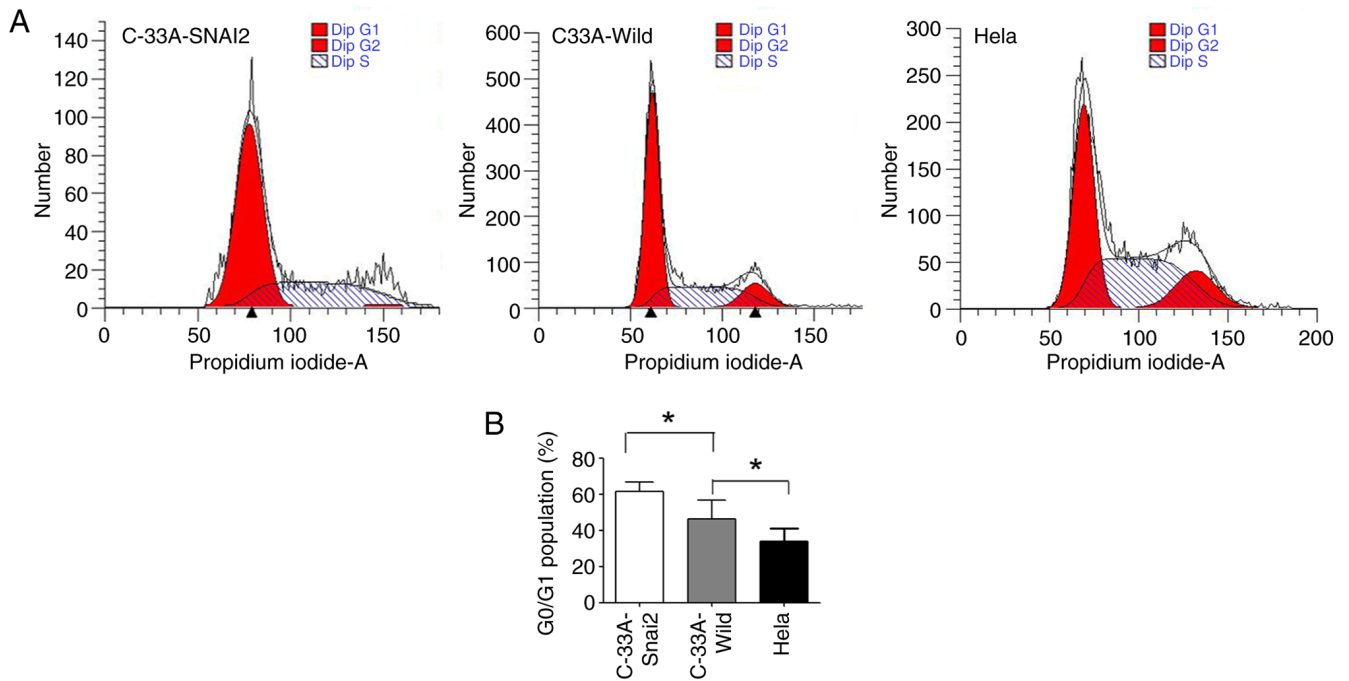 A
C-33A-SNAI2
Dip G1
Dip G2
Dip S
140
120
100
80
60
40
20
0
Number
0 50 100 150
Propidium iodide-A
C33A-Wild
Dip G1
Dip G2
Dip S
600
500
400
300
200
100
0
Number
0 50 100 150
Propidium iodide-A
Hela
Dip G1
Dip G2
Dip S
300
250
200
150
100
50
0
Number
0 50 100 150 200
Propidium iodide-A
B
* *
80
60
40
20
0
G0/G1 population (%)
C-33A-
Snai2
C-33A-
Wild
Hela